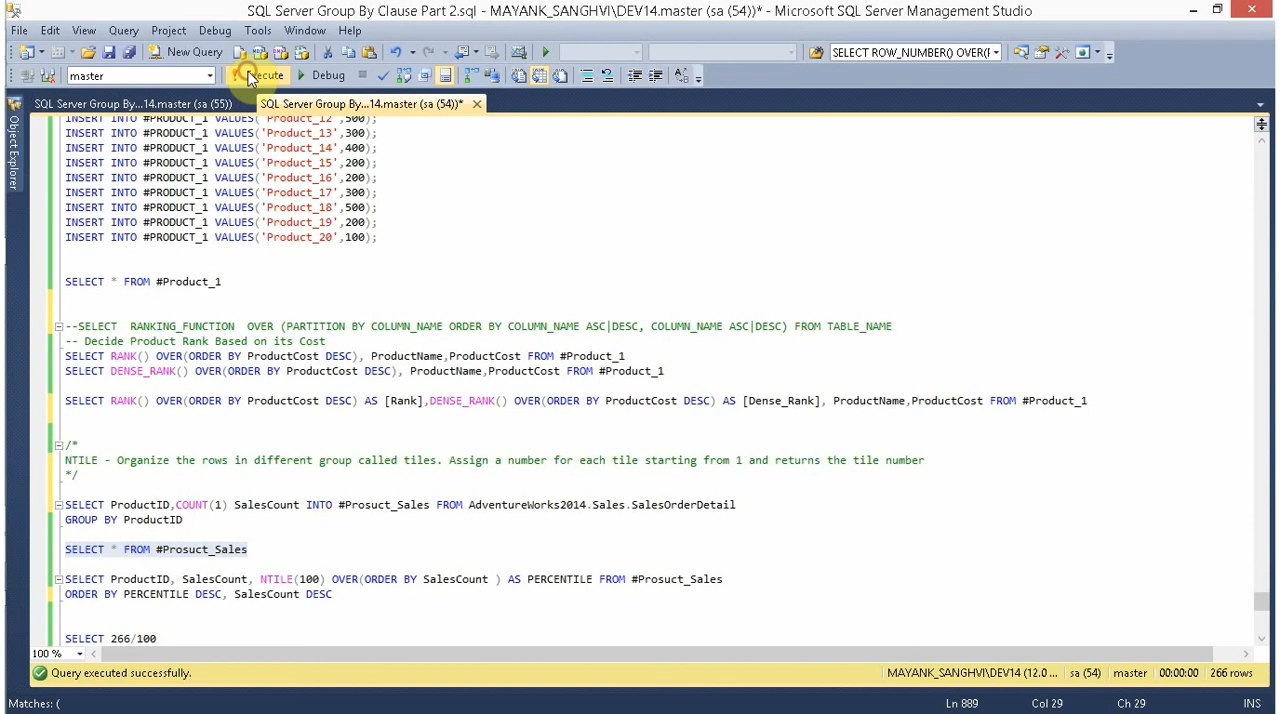 SQL Server Group By Clause Part 2.sql - MAYANK_SANGHVI\DEV14.master (sa (54))* - Microsoft SQL Server Management Studio
File Edit View Query Project Debug Tools Window Help
New Query SELECT ROW_NUMBER() OVER(F
master Execute Debug
SQL Server Group By...14.master (sa (55)) SQL Server Group By...14.master (sa (54))*
Object Explorer
INSERT INTO #PRODUCT_1 VALUES('Product_12',500);
INSERT INTO #PRODUCT_1 VALUES('Product_13',300);
INSERT INTO #PRODUCT_1 VALUES('Product_14',400);
INSERT INTO #PRODUCT_1 VALUES('Product_15',200);
INSERT INTO #PRODUCT_1 VALUES('Product_16',200);
INSERT INTO #PRODUCT_1 VALUES('Product_17',300);
INSERT INTO #PRODUCT_1 VALUES('Product_18',500);
INSERT INTO #PRODUCT_1 VALUES('Product_19',200);
INSERT INTO #PRODUCT_1 VALUES('Product_20',100);
SELECT * FROM #Product_1
--SELECT RANKING_FUNCTION OVER (PARTITION BY COLUMN_NAME ORDER BY COLUMN_NAME ASC|DESC, COLUMN_NAME ASC|DESC) FROM TABLE_NAME
-- Decide Product Rank Based on its Cost
SELECT RANK() OVER(ORDER BY ProductCost DESC), ProductName,ProductCost FROM #Product_1
SELECT DENSE_RANK() OVER(ORDER BY ProductCost DESC), ProductName,ProductCost FROM #Product_1
SELECT RANK() OVER(ORDER BY ProductCost DESC) AS [Rank],DENSE_RANK() OVER(ORDER BY ProductCost DESC) AS [Dense_Rank], ProductName,ProductCost FROM #Product_1
/*
NTILE - Organize the rows in different group called tiles. Assign a number for each tile starting from 1 and returns the tile number
*/
SELECT ProductID,COUNT(1) SalesCount INTO #Prosuct_Sales FROM AdventureWorks2014.Sales.SalesOrderDetail
GROUP BY ProductID
SELECT * FROM #Prosuct_Sales
SELECT ProductID, SalesCount, NTILE(100) OVER(ORDER BY SalesCount ) AS PERCENTILE FROM #Prosuct_Sales
ORDER BY PERCENTILE DESC, SalesCount DESC
SELECT 266/100
100 %
Query executed successfully. MAYANK_SANGHVI\DEV14 (12.0 ... sa (54) master 00:00:00 266 rows
Matches: ( Ln 889 Col 29 Ch 29 INS